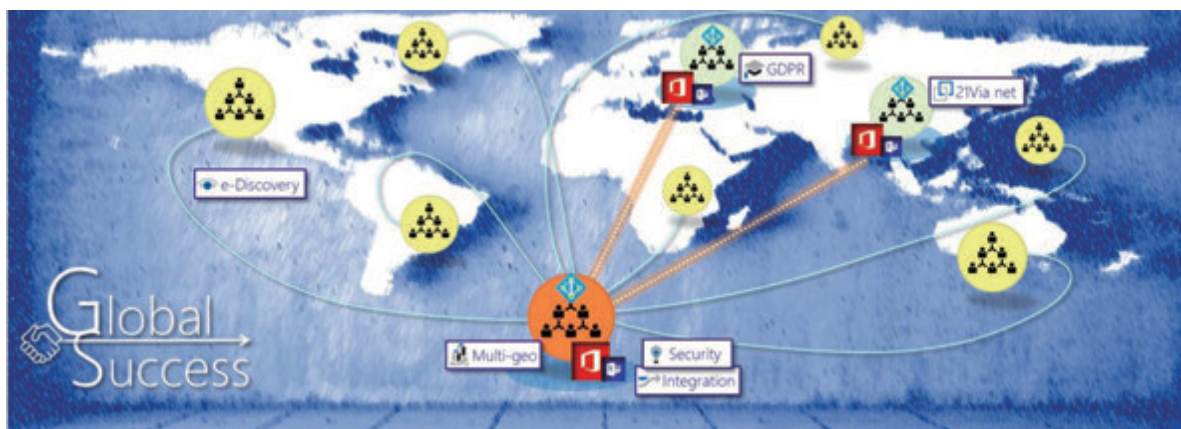 GDPR
21Via net
e-Discovery
Global
Success
Multi-geo
Security
Integration